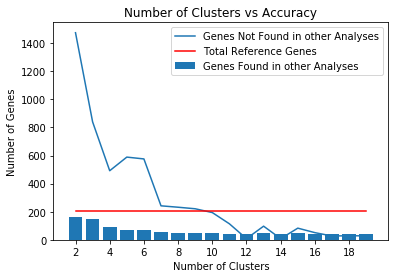 Number of Clusters vs Accuracy
Genes Not Found in other Analyses
Total Reference Genes
Genes Found in other Analyses
Number of Genes
1400
1200
1000
800
600
400
200
0
2
4
6
8
10
12
14
16
18
Number of Clusters